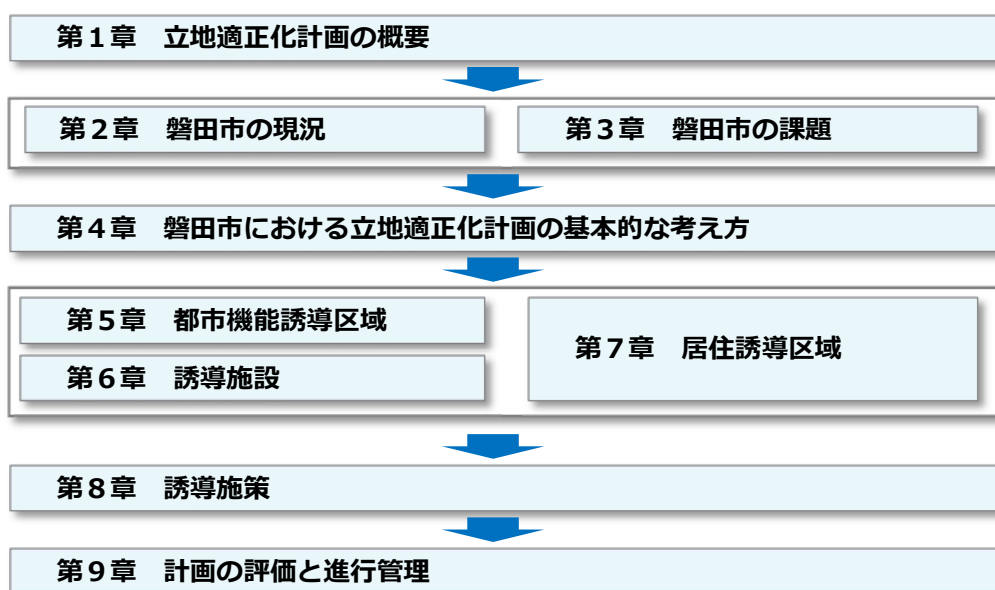 第１章　立地適正化計画の概要
第２章　磐田市の現況
第３章　磐田市の課題
第４章　磐田市における立地適正化計画の基本的な考え方
第５章　都市機能誘導区域
第６章　誘導施設
第７章　居住誘導区域
第８章　誘導施策
第９章　計画の評価と進行管理